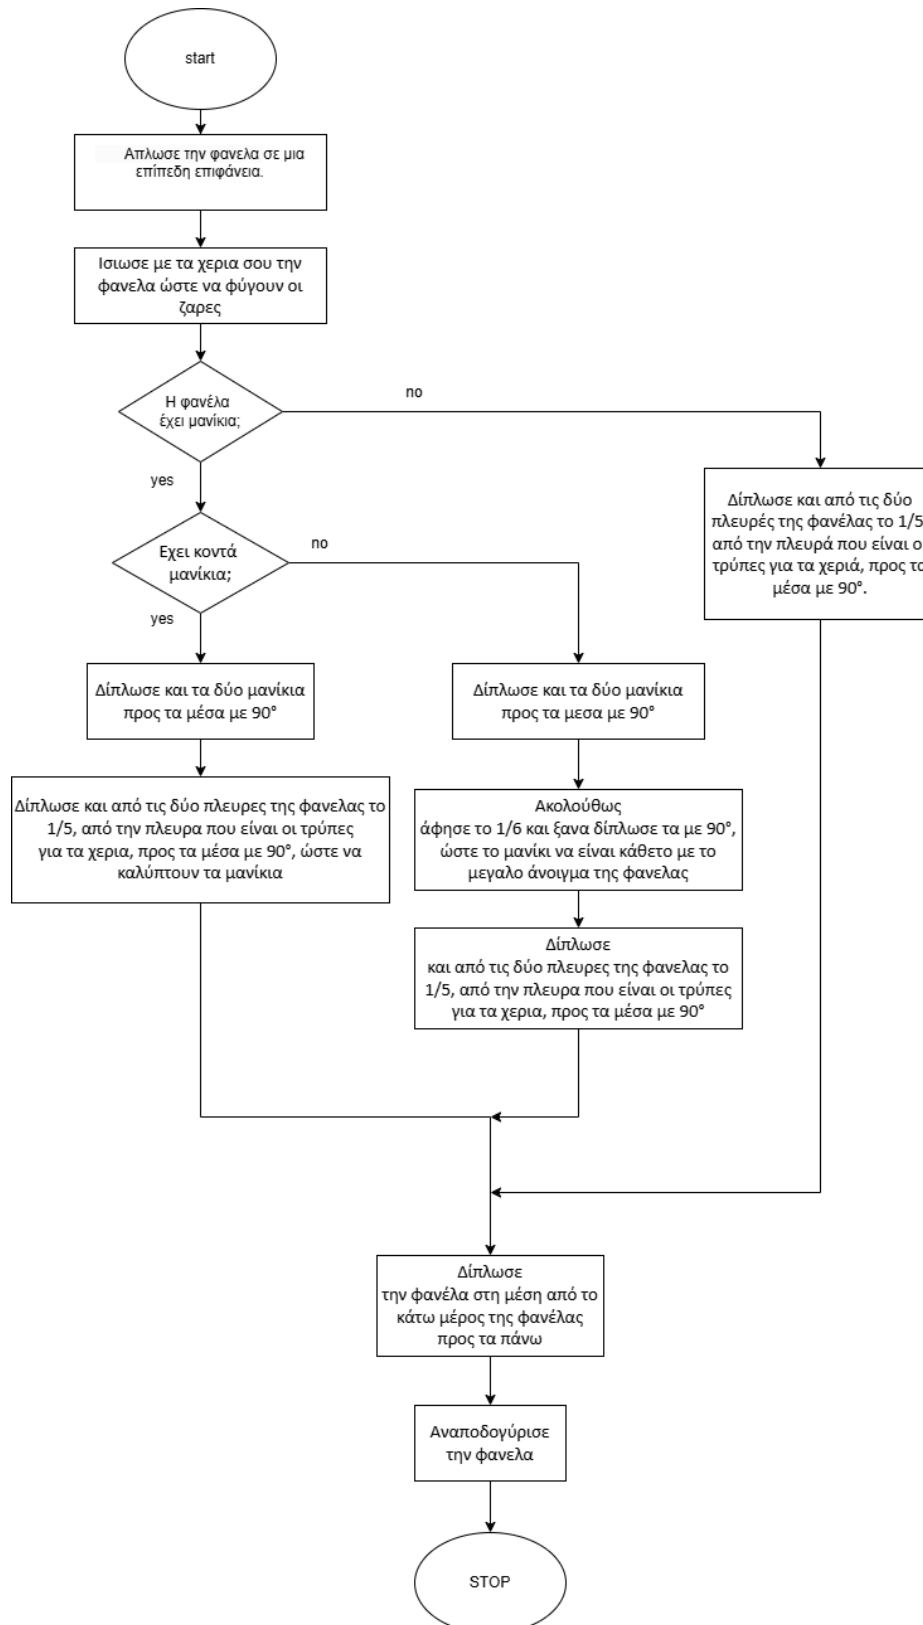 start
Απλωσε την φανελα σε μια
επίπεδη επιφάνεια.
Ισιωσε με τα χερια σου την
φανελα ώστε να φύγουν οι
ζαρες
Η φανέλα
έχει μανίκια;
no
yes
Εχει κοντά
μανίκια;
no
yes
Δίπλωσε και από τις δύο
πλευρές της φανέλας το 1/5
από την πλευρά που είναι ο
τρύπες για τα χεριά, προς τα
μέσα με 90°.
Δίπλωσε και τα δύο μανίκια
προς τα μέσα με 90°
Δίπλωσε και τα δύο μανίκια
προς τα μεσα με 90°
Δίπλωσε και από τις δύο πλευρες της φανελας το
1/5, από την πλευρα που είναι οι τρύπες
για τα χερια, προς τα μέσα με 90°, ώστε να
καλύπτουν τα μανίκια
Ακολούθως
άφησε το 1/6 και ξανα δίπλωσε τα με 90°,
ώστε το μανίκι να είναι κάθετο με το
μεγαλο άνοιγμα της φανελας
Δίπλωσε
και από τις δύο πλευρες της φανελας το
1/5, από την πλευρα που είναι οι τρύπες
για τα χερια, προς τα μέσα με 90°
Δίπλωσε
την φανέλα στη μέση από το
κάτω μέρος της φανέλας
προς τα πάνω
Αναποδογύρισε
την φανελα
STOP